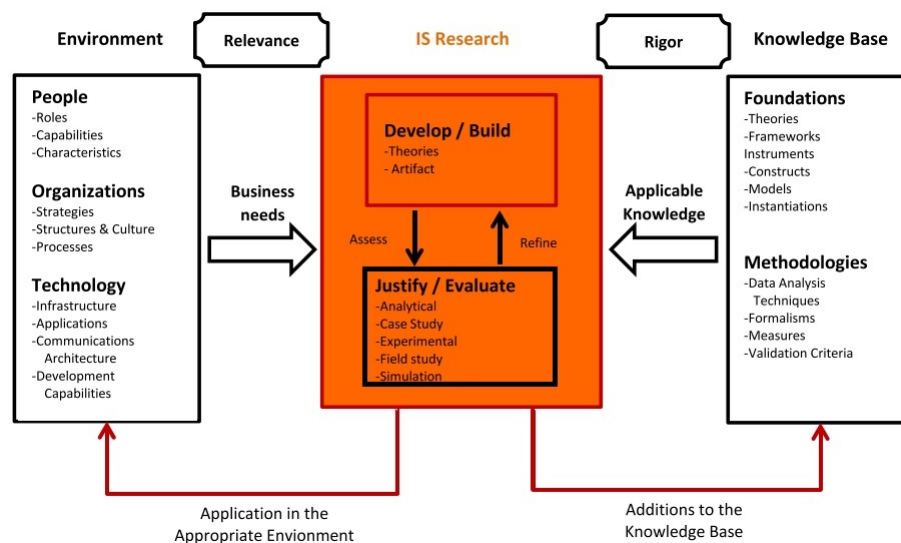 Environment
Relevance
IS Research
Rigor
Knowledge Base
People
-Roles
-Capabilities
-Characteristics
Organizations
-Strategies
-Structures & Culture
-Processes
Technology
-Infrastructure
-Applications
-Communications
Architecture
-Development
Capabilities
Business
needs
Develop / Build
-Theories
- Artifact
Assess
Refine
Justify / Evaluate
-Analytical
-Case Study
-Experimental
-Field study
-Simulation
Applicable
Knowledge
Foundations
-Theories
-Frameworks
Instruments
-Constructs
-Models
-Instantiations
Methodologies
-Data Analysis
Techniques
-Formalisms
-Measures
-Validation Criteria
Application in the
Appropriate Envionment
Additions to the
Knowledge Base